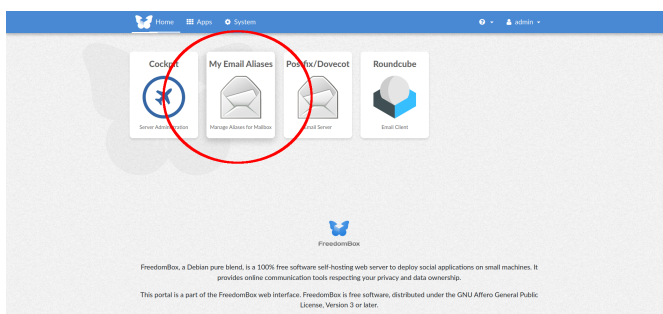 Home Apps System admin
Cockpit My Email Aliases Postfix/Dovecot Roundcube
Server Administration Manage Aliases for Mailbox Email Server Email Client
FreedomBox
FreedomBox, a Debian pure blend, is a 100% free software self-hosting web server to deploy social applications on small machines. It
provides online communication tools respecting your privacy and data ownership.
This portal is a part of the FreedomBox web interface. FreedomBox is free software, distributed under the GNU Affero General Public
License, Version 3 or later.